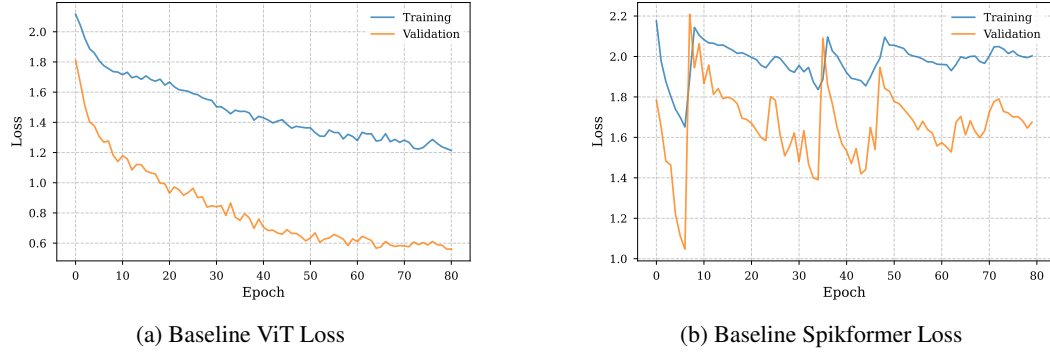 Training
Validation
2.0
1.8
1.6
1.4
1.2
1.0
0.8
0.6
Loss
0 10 20 30 40 50 60 70 80
Epoch
(a) Baseline ViT Loss
Training
Validation
2.2
2.0
1.8
1.6
1.4
1.2
1.0
Loss
0 10 20 30 40 50 60 70 80
Epoch
(b) Baseline Spikformer Loss